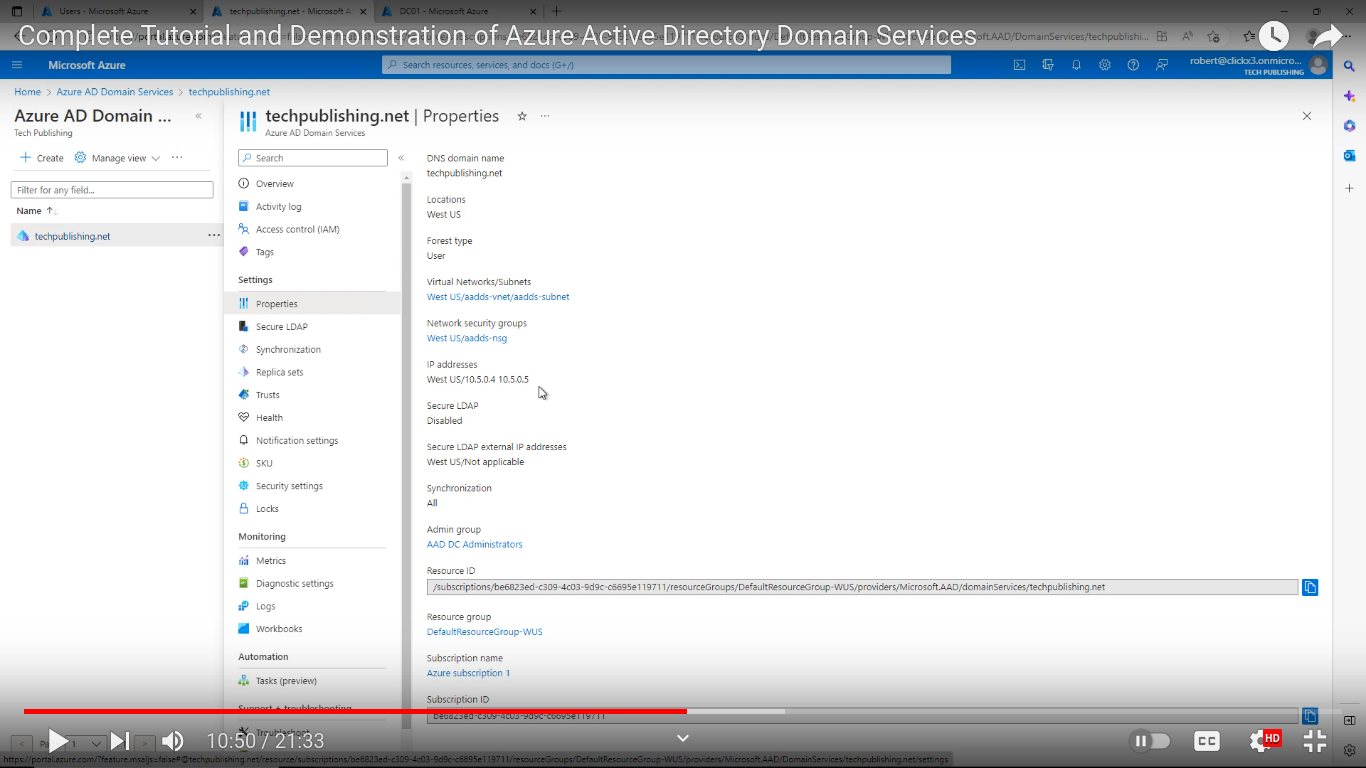 Users - Microsoft Azure
techpublishing.net - Microsoft A
DC01 - Microsoft Azure
Complete Tutorial and Demonstration of Azure Active Directory Domain Services
Microsoft Azure
Search resources, services, and docs (G+/)
robert@clickx3.onmicro...
TECH PUBLISHING
Home > Azure AD Domain Services > techpublishing.net
Azure AD Domain ...
Tech Publishing
Create
Manage view
Filter for any field...
Name
techpublishing.net
techpublishing.net | Properties
Azure AD Domain Services
Search
Overview
Activity log
Access control (IAM)
Tags
Settings
Properties
Secure LDAP
Synchronization
Replica sets
Trusts
Health
Notification settings
SKU
Security settings
Locks
Monitoring
Metrics
Diagnostic settings
Logs
Workbooks
Automation
Tasks (preview)
Support + troubleshooting
DNS domain name
techpublishing.net
Locations
West US
Forest type
User
Virtual Networks/Subnets
West US/aadds-vnet/aadds-subnet
Network security groups
West US/aadds-nsg
IP addresses
West US/10.5.0.4 10.5.0.5
Secure LDAP
Disabled
Secure LDAP external IP addresses
West US/Not applicable
Synchronization
All
Admin group
AAD DC Administrators
Resource ID
/subscriptions/be6823ed-c309-4c03-9d9c-c6695e119711/resourceGroups/DefaultResourceGroup-WUS/providers/Microsoft.AAD/domainServices/techpublishing.net
Resource group
DefaultResourceGroup-WUS
Subscription name
Azure subscription 1
Subscription ID
be6823ed-c309-4c03-9d9c-c6695e119711
10:50 / 21:33
CC
HD
https://portal.azure.com/?feature.msaljs=false#@techpublishing.net/resource/subscriptions/be6823ed-c309-4c03-9d9c-c6695e119711/resourceGroups/DefaultResourceGroup-WUS/providers/Microsoft.AAD/DomainServices/techpublishing.net/settings